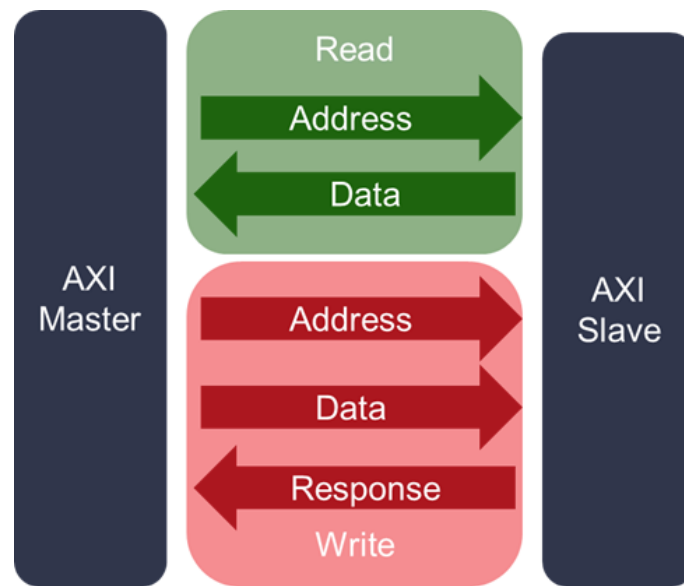 Read
Address
Data
AXI
Master
AXI
Slave
Address
Data
Response
Write